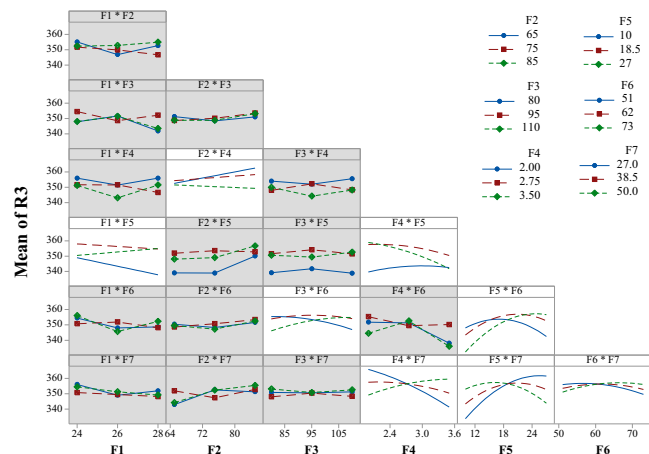 F1 * F2
360
350
340
F1 * F3
F2 * F3
360
350
340
F1 * F4
F2 * F4
F3 * F4
360
350
340
F1 * F5
F2 * F5
F3 * F5
F4 * F5
360
350
340
F1 * F6
F2 * F6
F3 * F6
F4 * F6
F5 * F6
360
350
340
F1 * F7
F2 * F7
F3 * F7
F4 * F7
F5 * F7
F6 * F7
360
350
340
24 26 28 64 72 80 85 95 105 2.4 3.0 3.6 12 18 24 50 60 70
F1 F2 F3 F4 F5 F6
Mean of R3
F2
65
75
85
F5
10
18.5
27
F3
80
95
110
F6
51
62
73
F4
2.00
2.75
3.50
F7
27.0
38.5
50.0